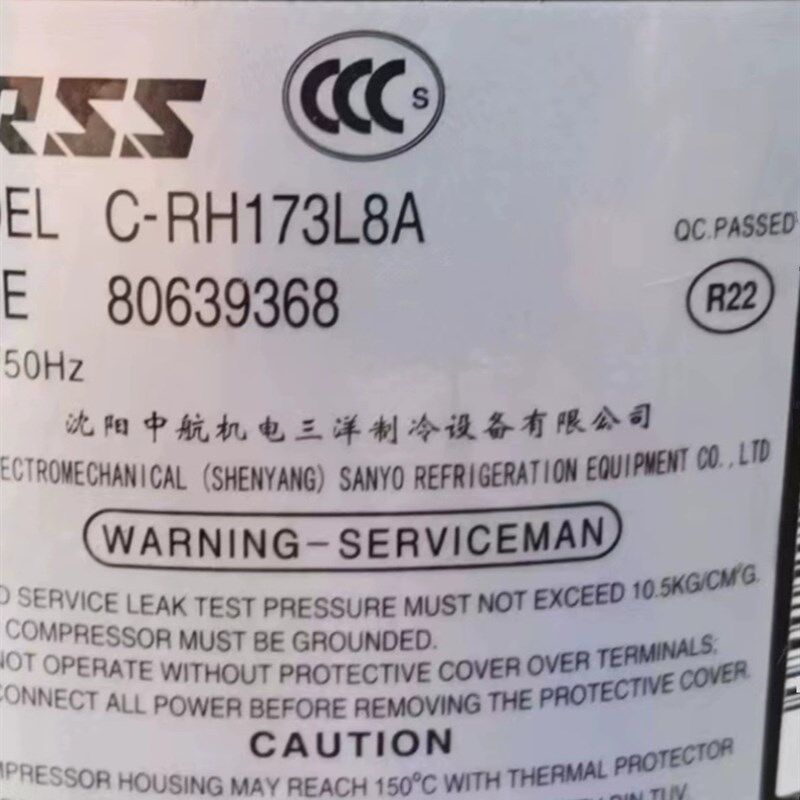 RSS
CCC S
DEL C-RH173L8A
QC.PASSED
E 80639368
R22
50Hz
沈阳中航机电三洋制冷设备有限公司
ECTROMECHANICAL (SHENYANG) SANYO REFRIGERATION EQUIPMENT CO.,LTD
WARNING-SERVICEMAN
O SERVICE LEAK TEST PRESSURE MUST NOT EXCEED 10.5KG/CM²G.
COMPRESSOR MUST BE GROUNDED.
NOT OPERATE WITHOUT PROTECTIVE COVER OVER TERMINALS;
CONNECT ALL POWER BEFORE REMOVING THE PROTECTIVE COVER.
CAUTION
MPRESSOR HOUSING MAY REACH 150°C WITH THERMAL PROTECTOR
DIN TUV.